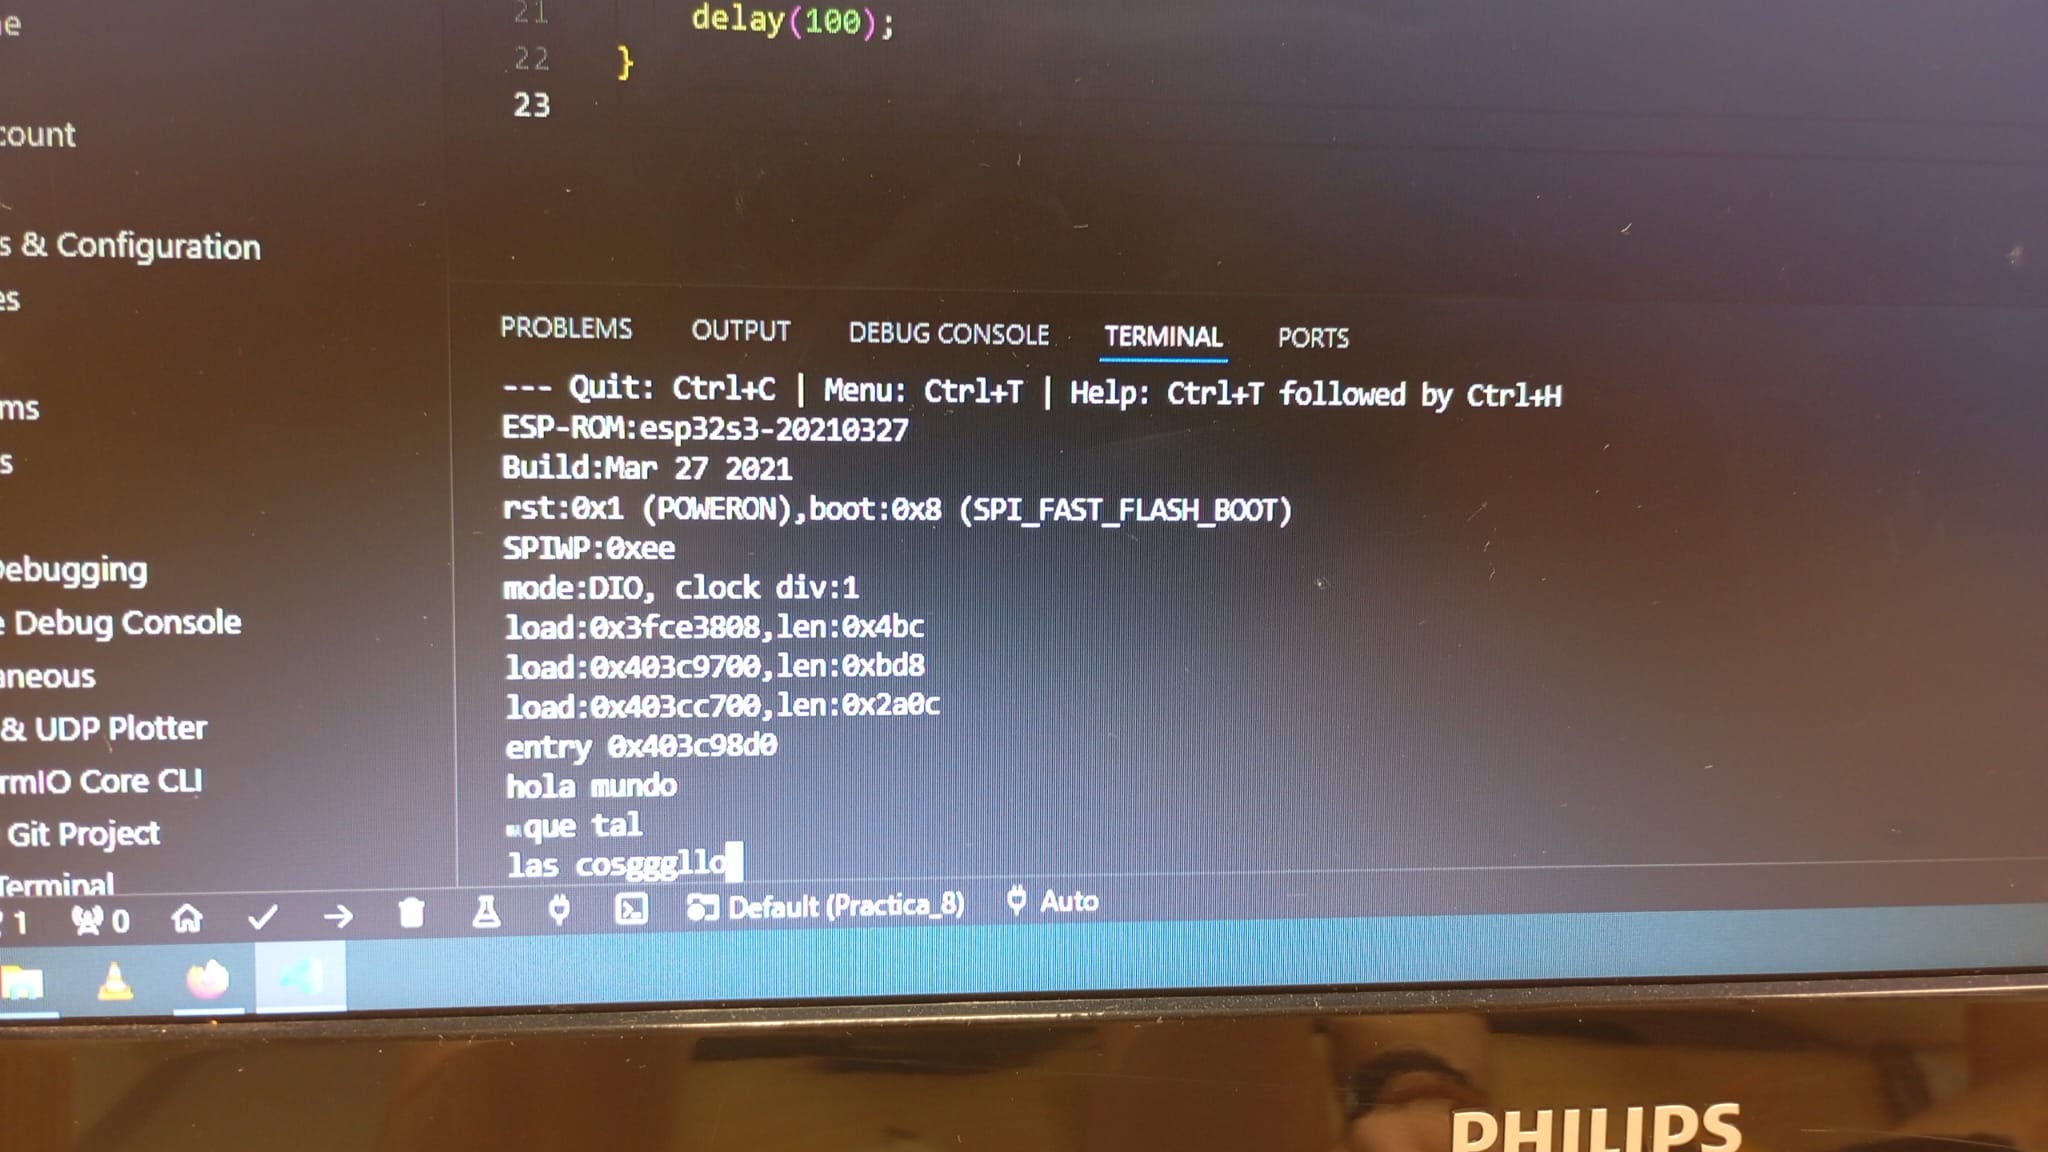 e
21 delay(100);
22 }
23
count
s & Configuration
es
ms
s
Debugging
e Debug Console
aneous
& UDP Plotter
rmIO Core CLI
Git Project
Terminal
PROBLEMS OUTPUT DEBUG CONSOLE TERMINAL PORTS
--- Quit: Ctrl+C | Menu: Ctrl+T | Help: Ctrl+T followed by Ctrl+H
ESP-ROM:esp32s3-20210327
Build:Mar 27 2021
rst:0x1 (POWERON),boot:0x8 (SPI_FAST_FLASH_BOOT)
SPIWP:0xee
mode:DIO, clock div:1
load:0x3fce3808,len:0x4bc
load:0x403c9700,len:0xbd8
load:0x403cc700,len:0x2a0c
entry 0x403c98d0
hola mundo
que tal
las cosgggllo
1 0 Default (Practica_8) Auto
PHILIPS